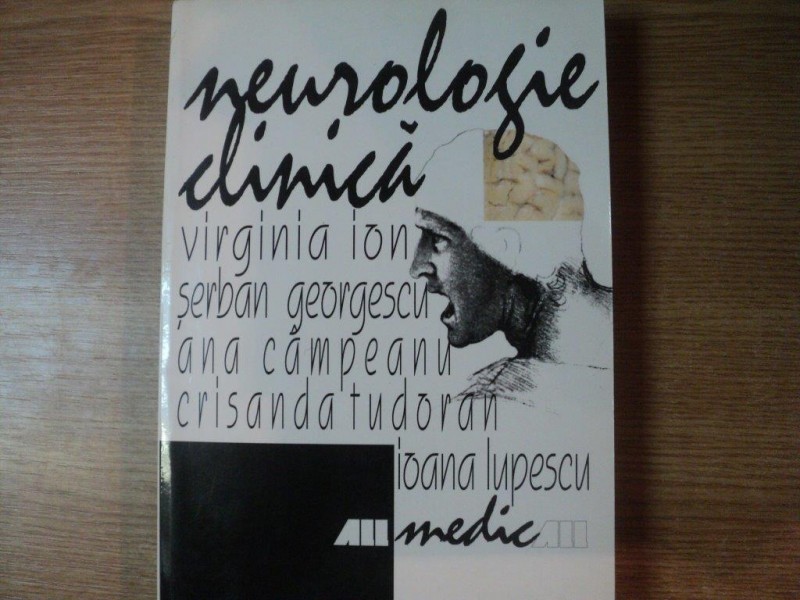 neurologie
clinică
virginia ion
șerban georgescu
ana câmpeanu
crisanda tudoran
ioana lupescu
ALL medic ALL